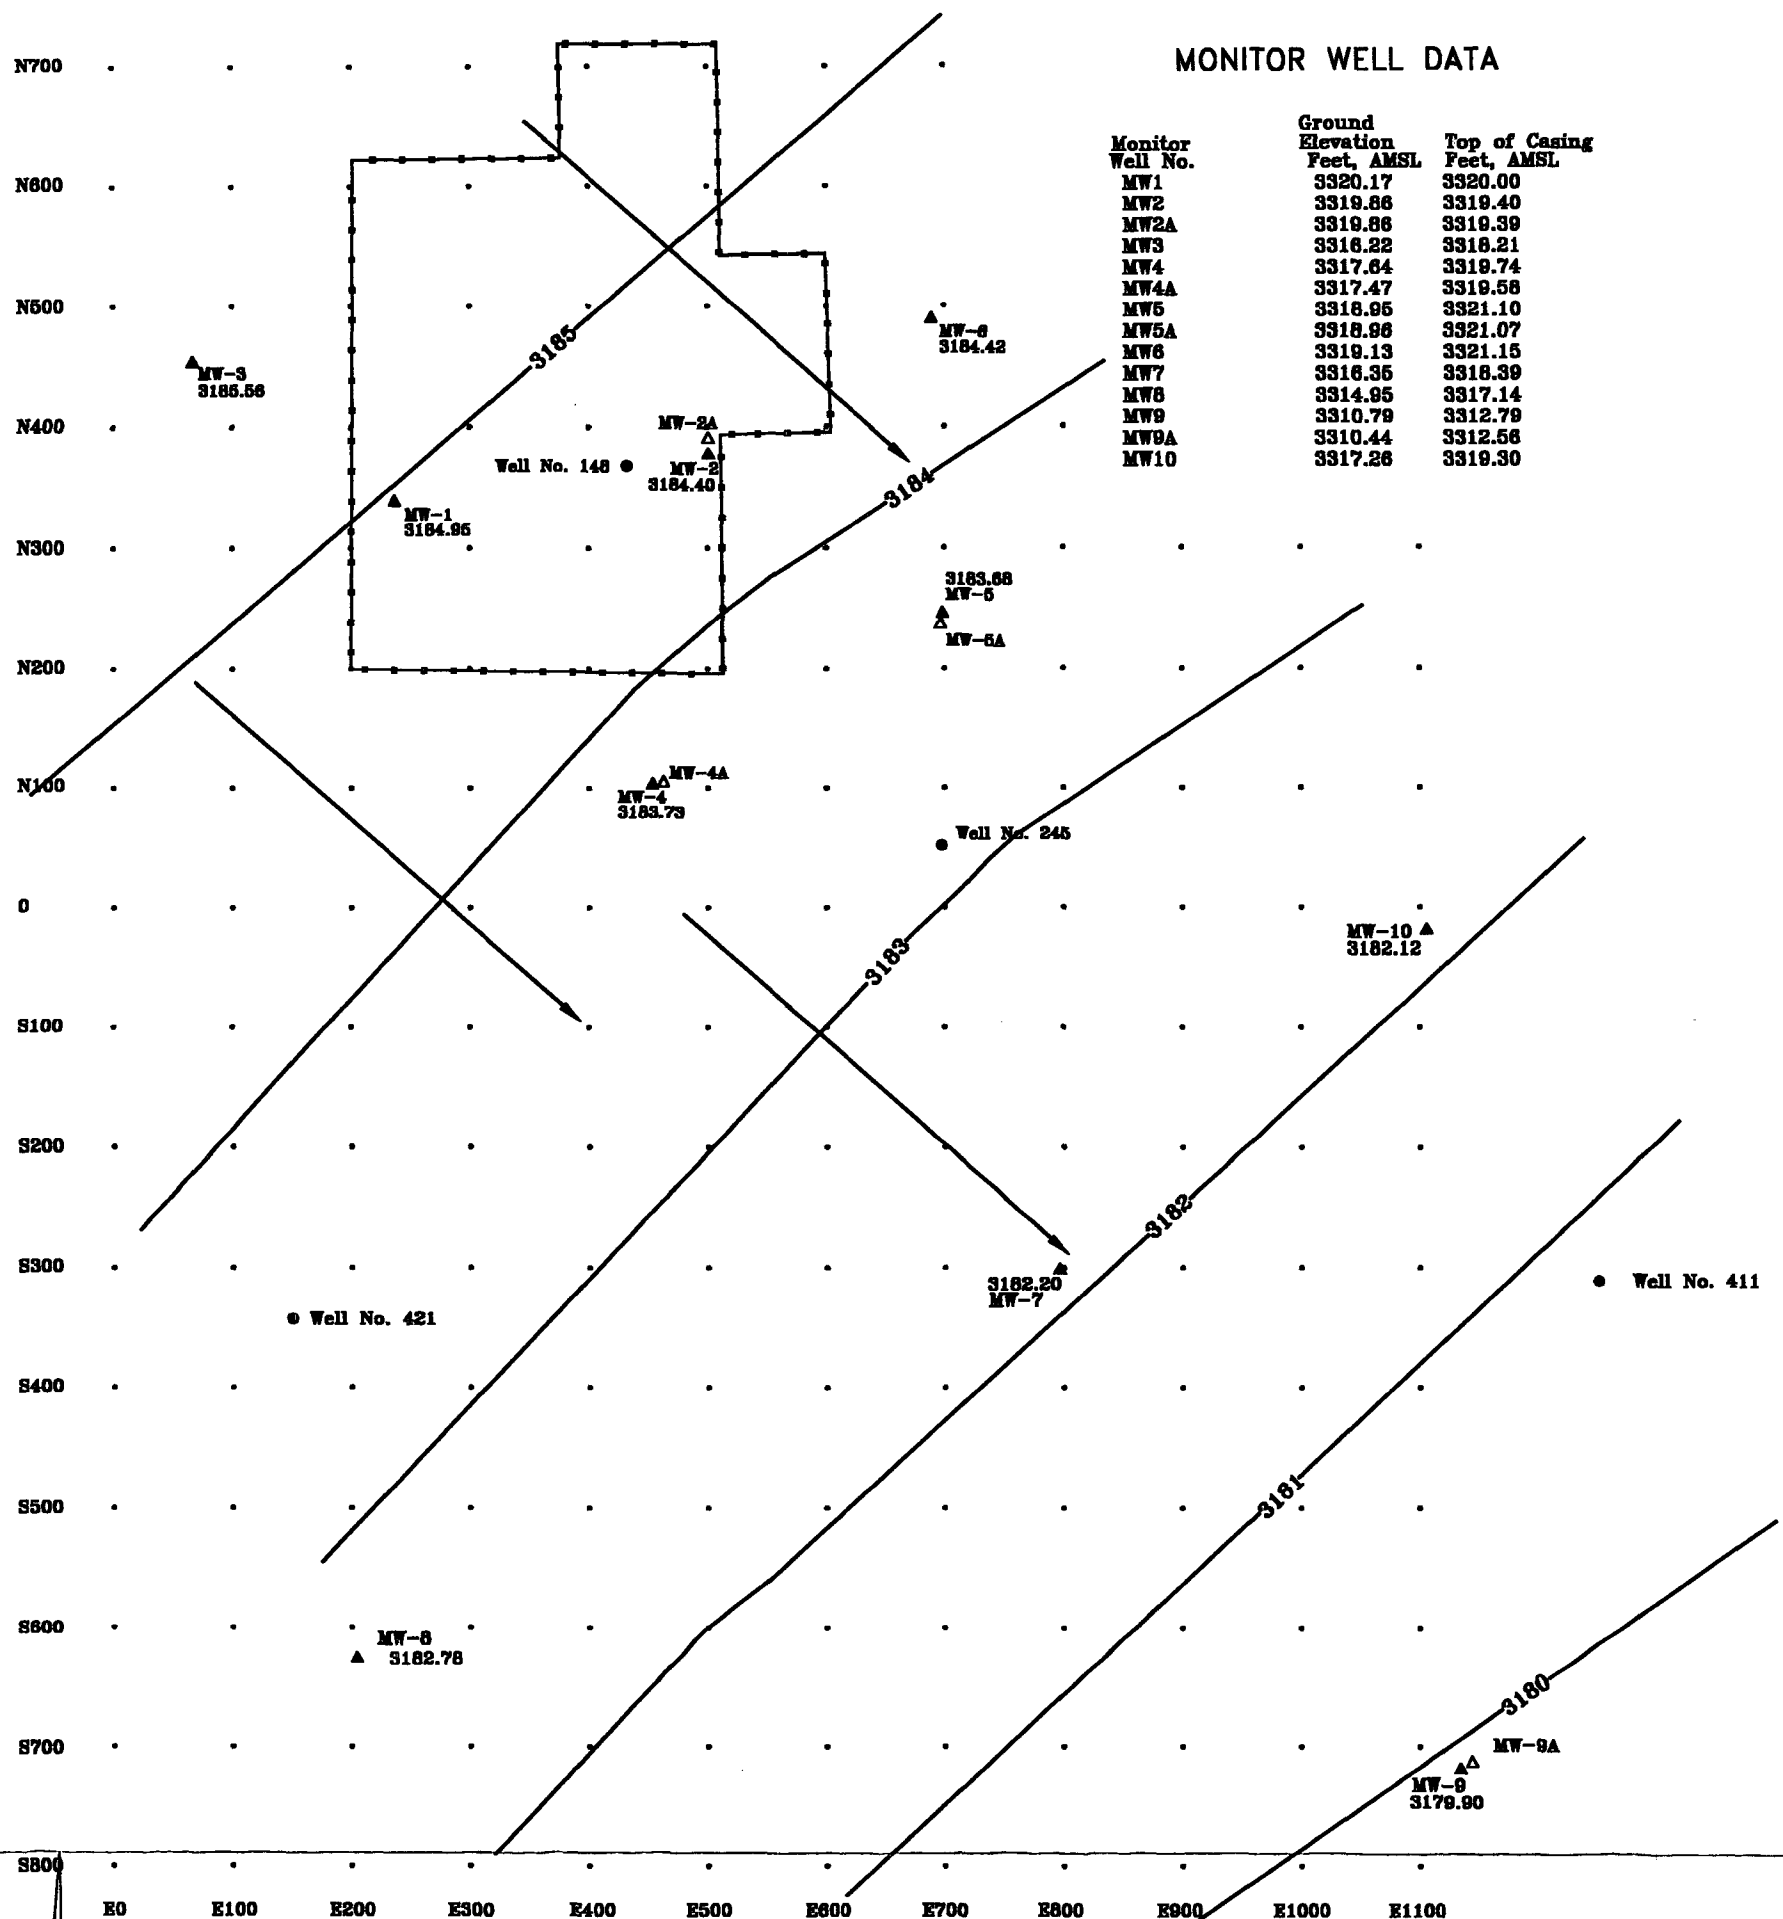 MONITOR WELL DATA
Ground
Monitor Elevation Top of Casing
Well No. Feet, AMSL Feet, AMSL
MW1 3320.17 3320.00
MW2 3319.86 3319.40
MW2A 3319.86 3319.39
MW3 3316.22 3318.21
MW4 3317.64 3319.74
MW4A 3317.47 3319.58
MW5 3318.95 3321.10
MW5A 3318.96 3321.07
MW6 3319.13 3321.15
MW7 3316.35 3318.39
MW8 3314.95 3317.14
MW9 3310.79 3312.79
MW9A 3310.44 3312.56
MW10 3317.26 3319.30
N700
N600
N500
3185
MW-6
3184.42
MW-3
3185.56
N400
MW-2A
Well No. 148
MW-2
3184.40
3184
MW-1
3184.95
N300
3183.68
MW-5
MW-5A
N200
N100
MW-4A
MW-4
3183.73
Well No. 245
0
3183
MW-10
3182.12
S100
S200
3182
S300
3182.20
MW-7
Well No. 411
Well No. 421
S400
3181
S500
S600
MW-8
3182.78
3180
S700
MW-9A
MW-9
3179.90
S800
E0 E100 E200 E300 E400 E500 E600 E700 E800 E900 E1000 E1100